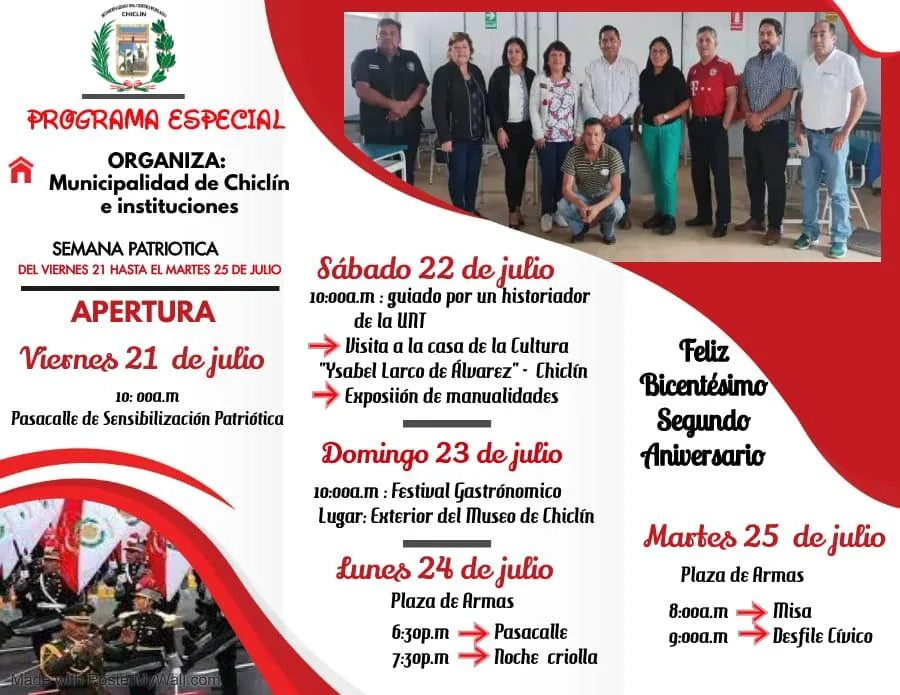 MUNICIPALIDAD DEL CENTRO POBLADO
CHICLÍN
PROGRAMA ESPECIAL
ORGANIZA:
Municipalidad de Chiclín
e instituciones
SEMANA PATRIOTICA
DEL VIERNES 21 HASTA EL MARTES 25 DE JULIO
APERTURA
Viernes 21 de julio
10: 00a.m
Pasacalle de Sensibilización Patriótica
Sábado 22 de julio
10:00a.m : guiado por un historiador
de la UNT
Visita a la casa de la Cultura
"Ysabel Larco de Álvarez" - Chiclín
Exposiión de manualidades
Domingo 23 de julio
10:00a.m : Festival Gastrónomico
Lugar: Exterior del Museo de Chiclín
Lunes 24 de julio
Plaza de Armas
6:30p.m Pasacalle
7:30p.m Noche criolla
Feliz
Bicentésimo
Segundo
Aniversario
Martes 25 de julio
Plaza de Armas
8:00a.m Misa
9:00a.m Desfile Cívico
Made with PosterMyWall.com